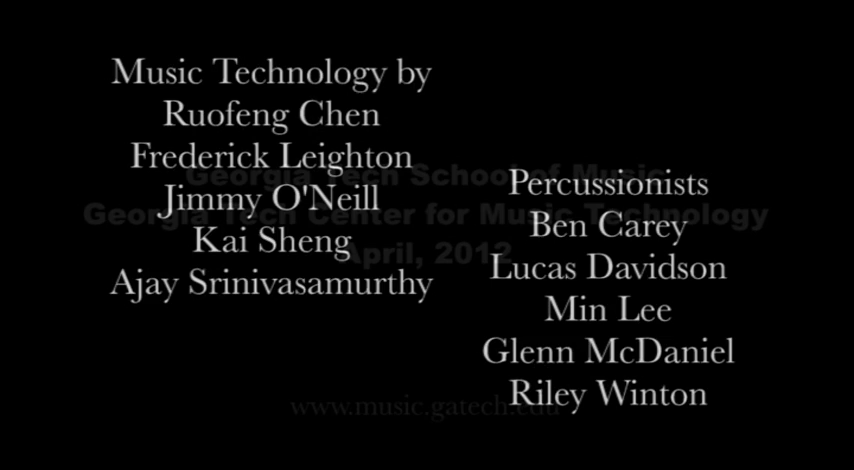 Music Technology by
Ruofeng Chen
Frederick Leighton
Jimmy O'Neill
Kai Sheng
Ajay Srinivasamurthy
Percussionists
Ben Carey
Lucas Davidson
Min Lee
Glenn McDaniel
Riley Winton
Georgia Tech School of Music
Georgia Tech Center for Music Technology
April, 2012
www.music.gatech.edu